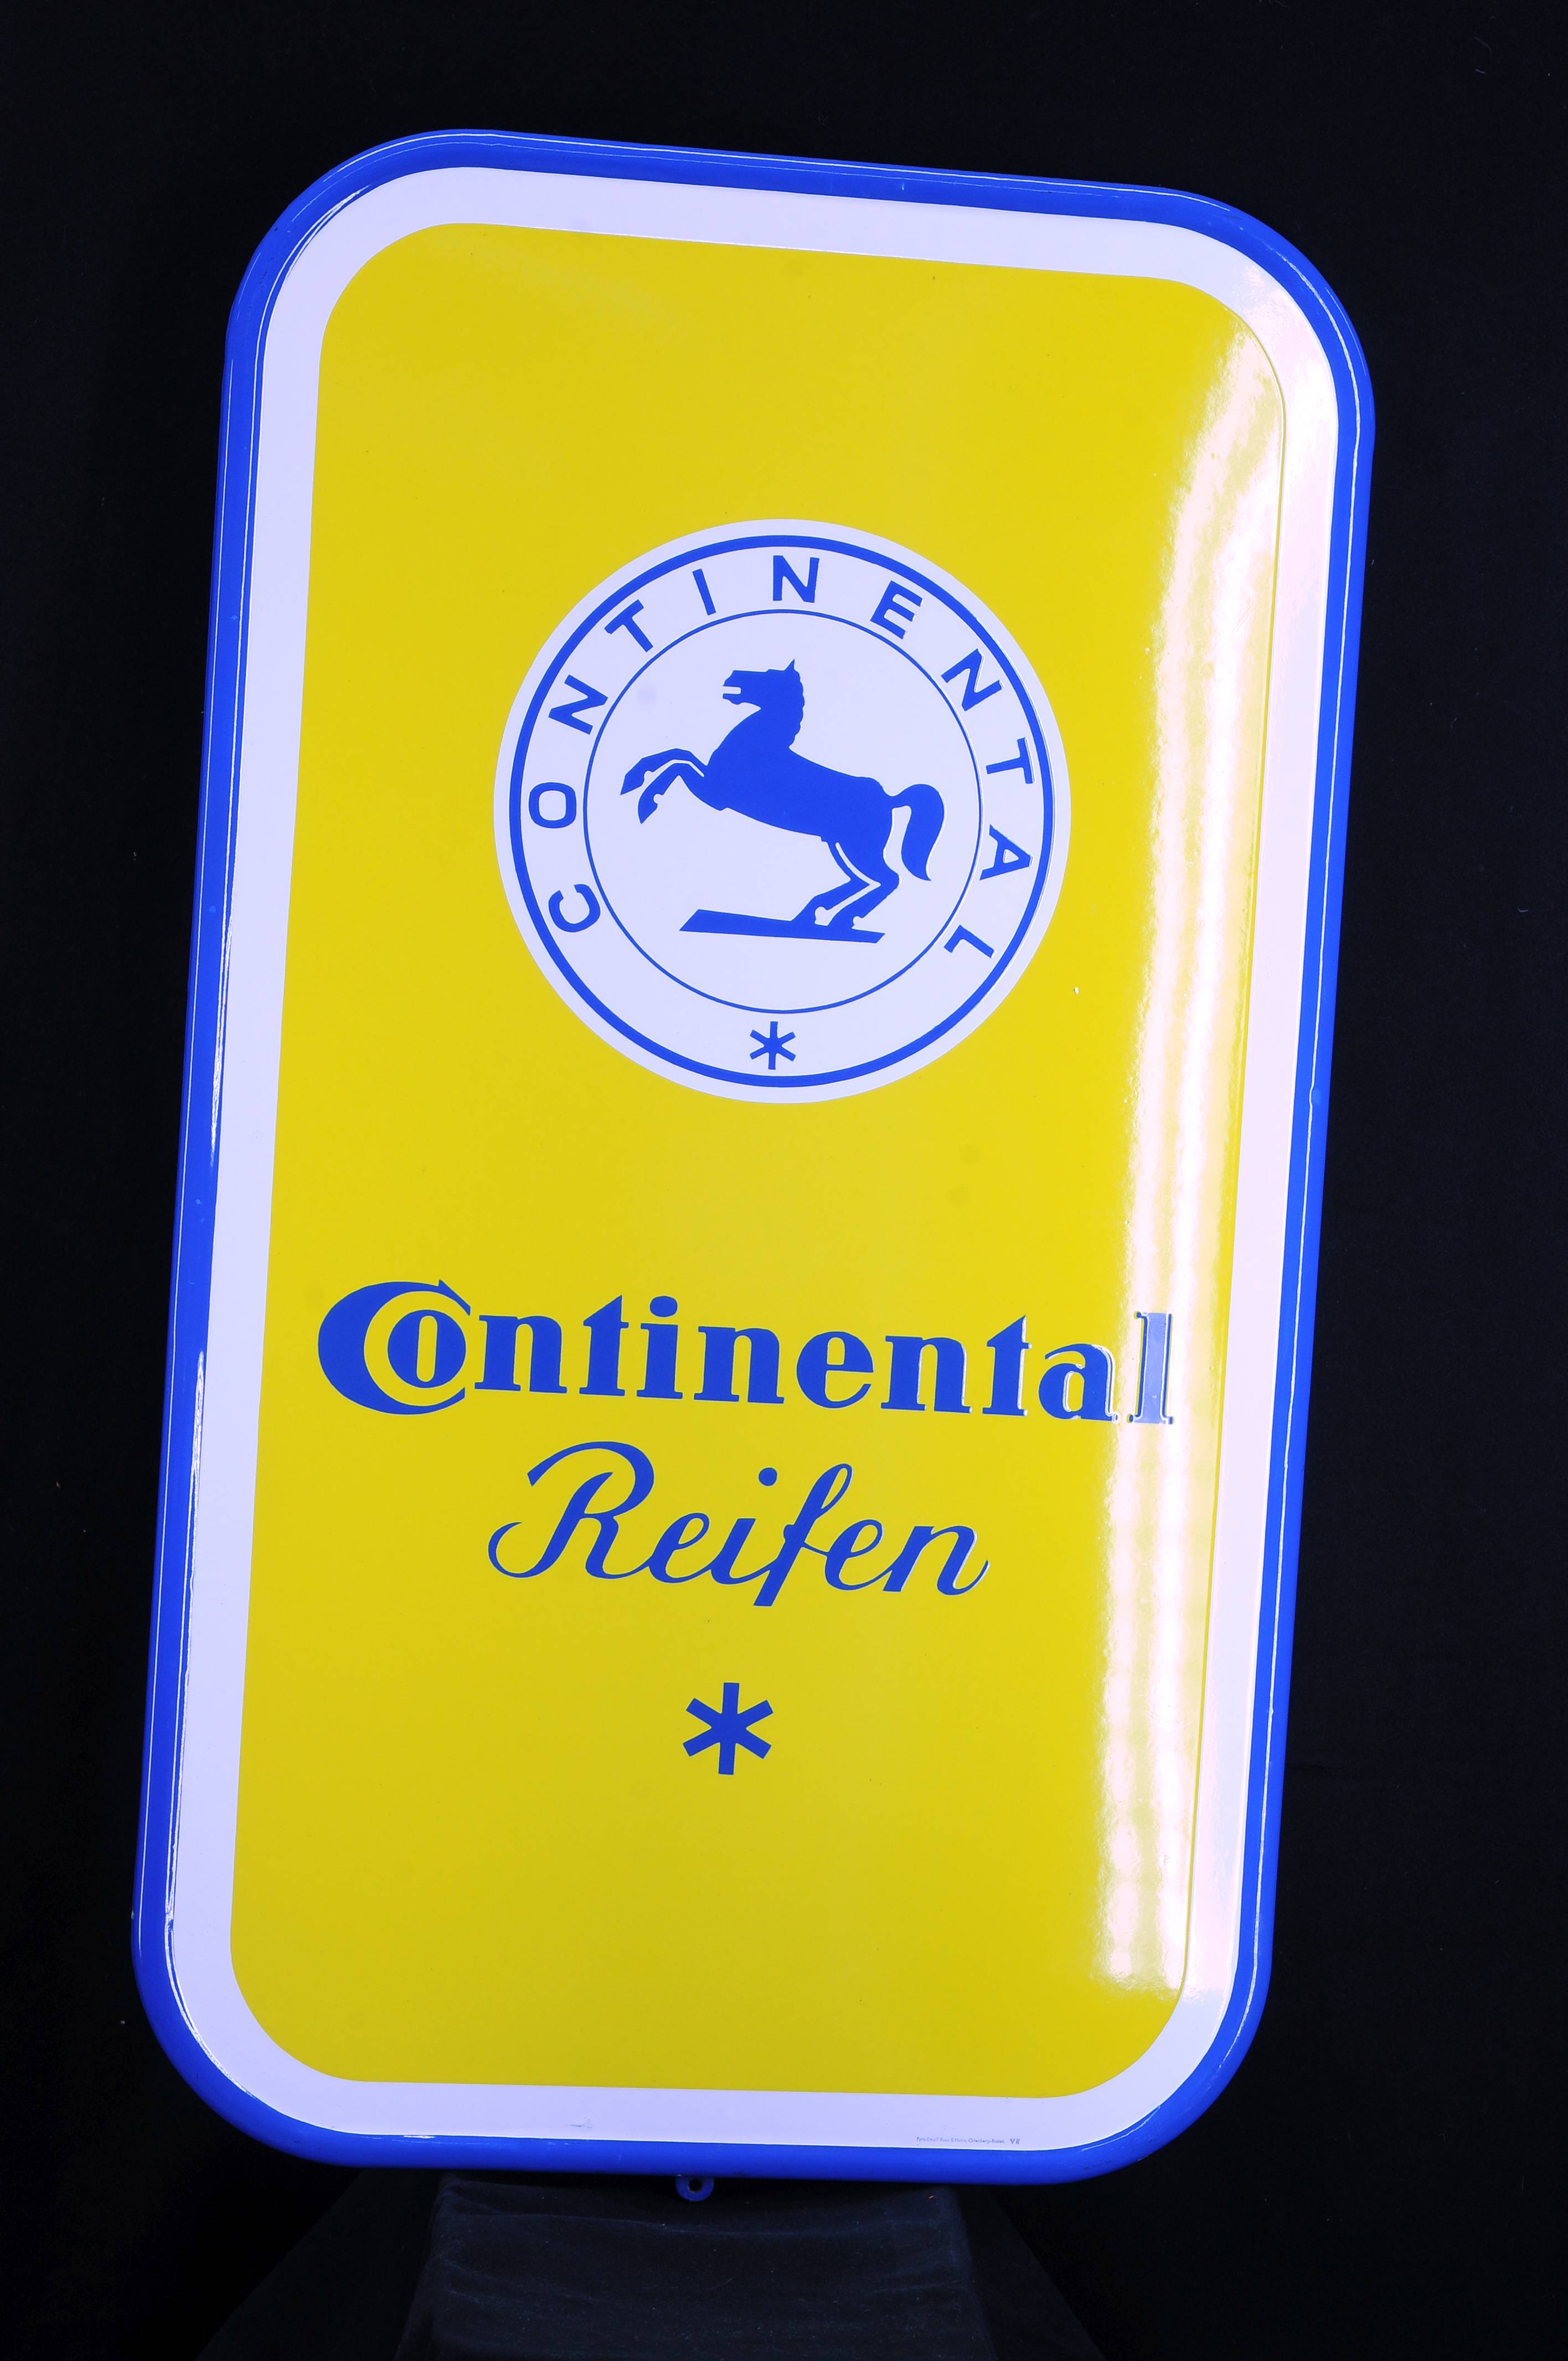 CONTINENTAL
*
Continental
Reifen
*